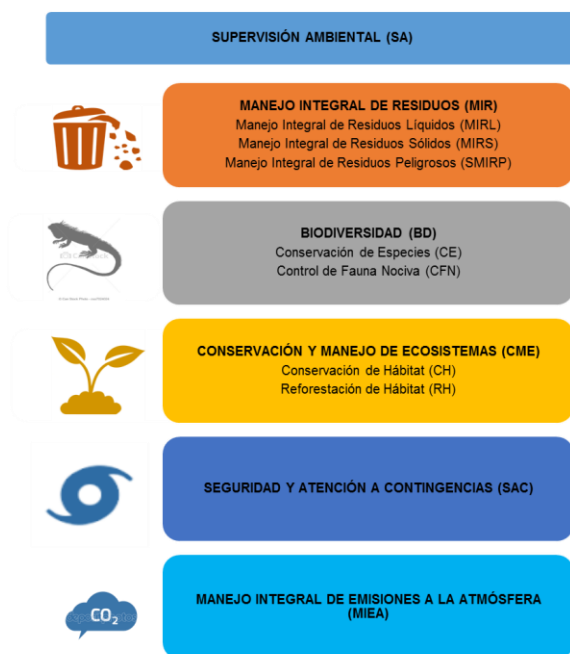 SUPERVISIÓN AMBIENTAL (SA)
MANEJO INTEGRAL DE RESIDUOS (MIR)
Manejo Integral de Residuos Líquidos (MIRL)
Manejo Integral de Residuos Sólidos (MIRS)
Manejo Integral de Residuos Peligrosos (SMIRP)
BIODIVERSIDAD (BD)
Conservación de Especies (CE)
Control de Fauna Nociva (CFN)
CONSERVACIÓN Y MANEJO DE ECOSISTEMAS (CME)
Conservación de Hábitat (CH)
Reforestación de Hábitat (RH)
SEGURIDAD Y ATENCIÓN A CONTINGENCIAS (SAC)
CO2
MANEJO INTEGRAL DE EMISIONES A LA ATMÓSFERA
(MIEA)